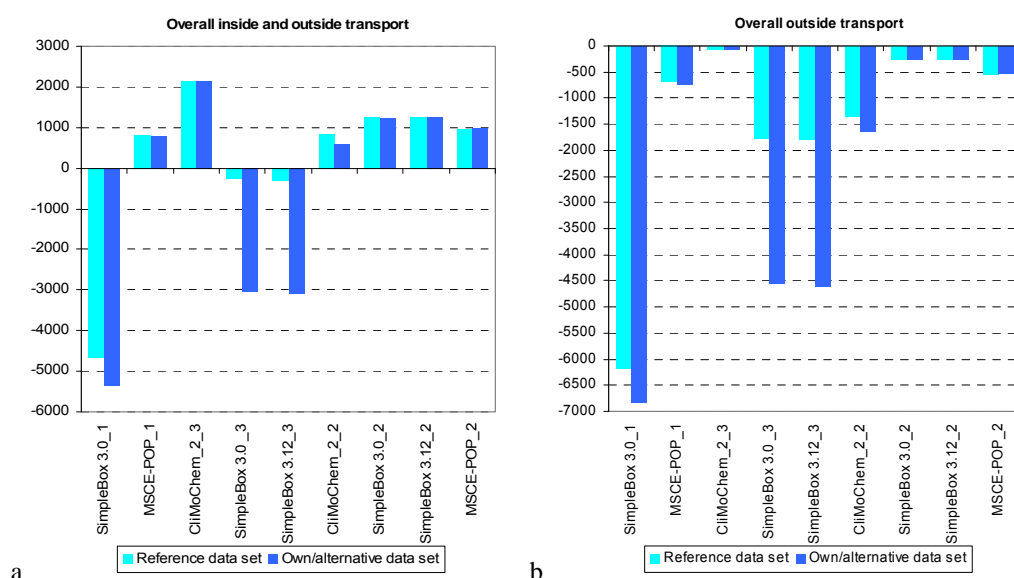 Overall inside and outside transport
3000
2000
1000
0
-1000
-2000
-3000
-4000
-5000
-6000
SimpleBox 3.0_1
MSCE-POP_1
CliMoChem_2_3
SimpleBox 3.0 _3
SimpleBox 3.12_3
CliMoChem_2_2
SimpleBox 3.0_2
SimpleBox 3.12_2
MSCE-POP_2
Reference data set
Own/alternative data set
a
Overall outside transport
0
-500
-1000
-1500
-2000
-2500
-3000
-3500
-4000
-4500
-5000
-5500
-6000
-6500
-7000
SimpleBox 3.0_1
MSCE-POP_1
CliMoChem_2_3
SimpleBox 3.0 _3
SimpleBox 3.12_3
CliMoChem_2_2
SimpleBox 3.0_2
SimpleBox 3.12_2
MSCE-POP_2
Reference data set
Own/alternative data set
b